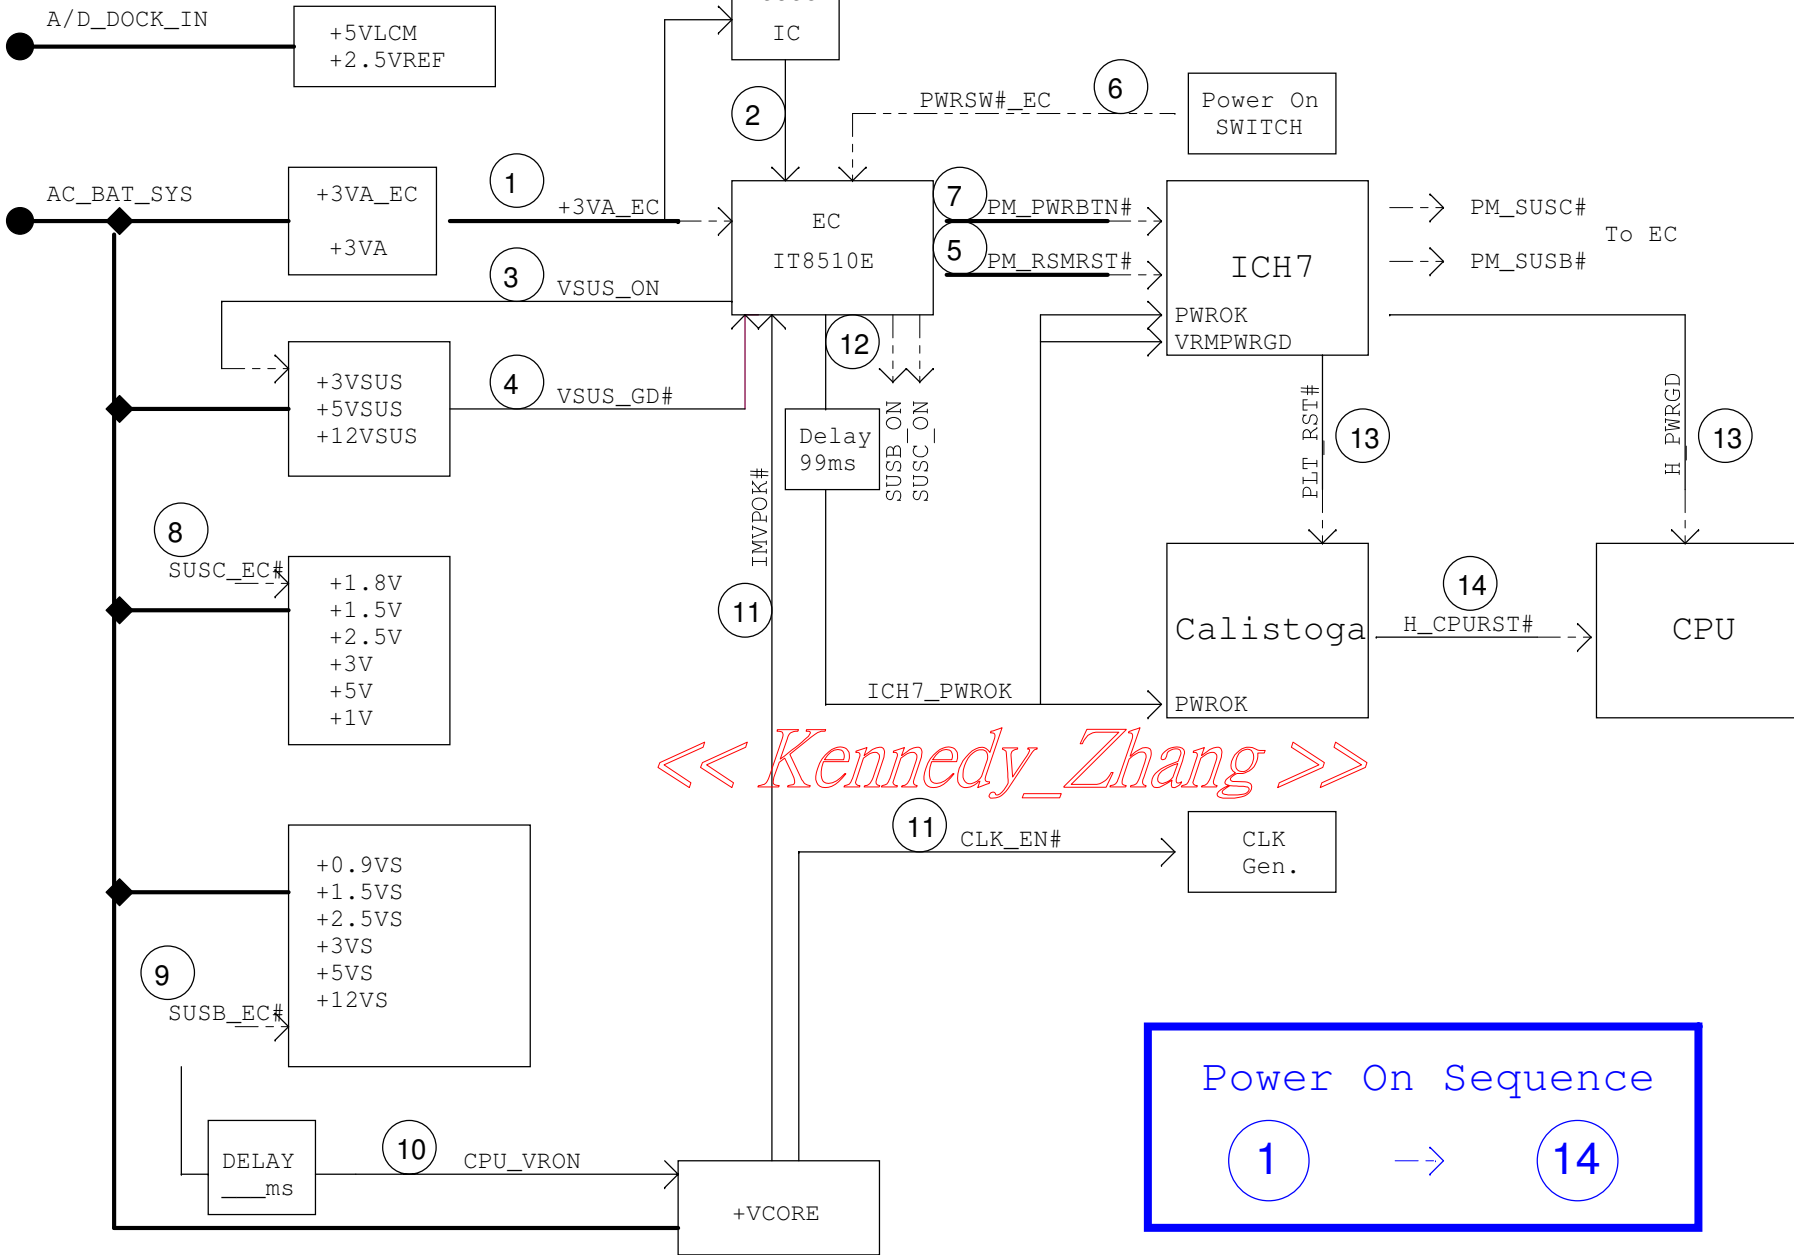 A/D_DOCK_IN
+5VLCM
+2.5VREF
IC
2
PWRSW#_EC
6
Power On
SWITCH
AC_BAT_SYS
+3VA_EC
+3VA
1
+3VA_EC
EC
IT8510E
7
PM_PWRBTN#
5
PM_RSMRST#
ICH7
PWROK
VRMPWRGD
PM_SUSC#
PM_SUSB#
To EC
3
VSUS_ON
+3VSUS
+5VSUS
+12VSUS
4
VSUS_GD#
12
Delay
99ms
SUSB_ON
SUSC_ON
IMVPOK#
11
PLT_RST#
13
H_PWRGD
13
8
SUSC_EC#
+1.8V
+1.5V
+2.5V
+3V
+5V
+1V
Calistoga
PWROK
14
H_CPURST#
CPU
ICH7_PWROK
<< Kennedy_Zhang >>
11
CLK_EN#
CLK
Gen.
+0.9VS
+1.5VS
+2.5VS
+3VS
+5VS
+12VS
9
SUSB_EC#
DELAY
___ms
10
CPU_VRON
+VCORE
Power On Sequence
1
14